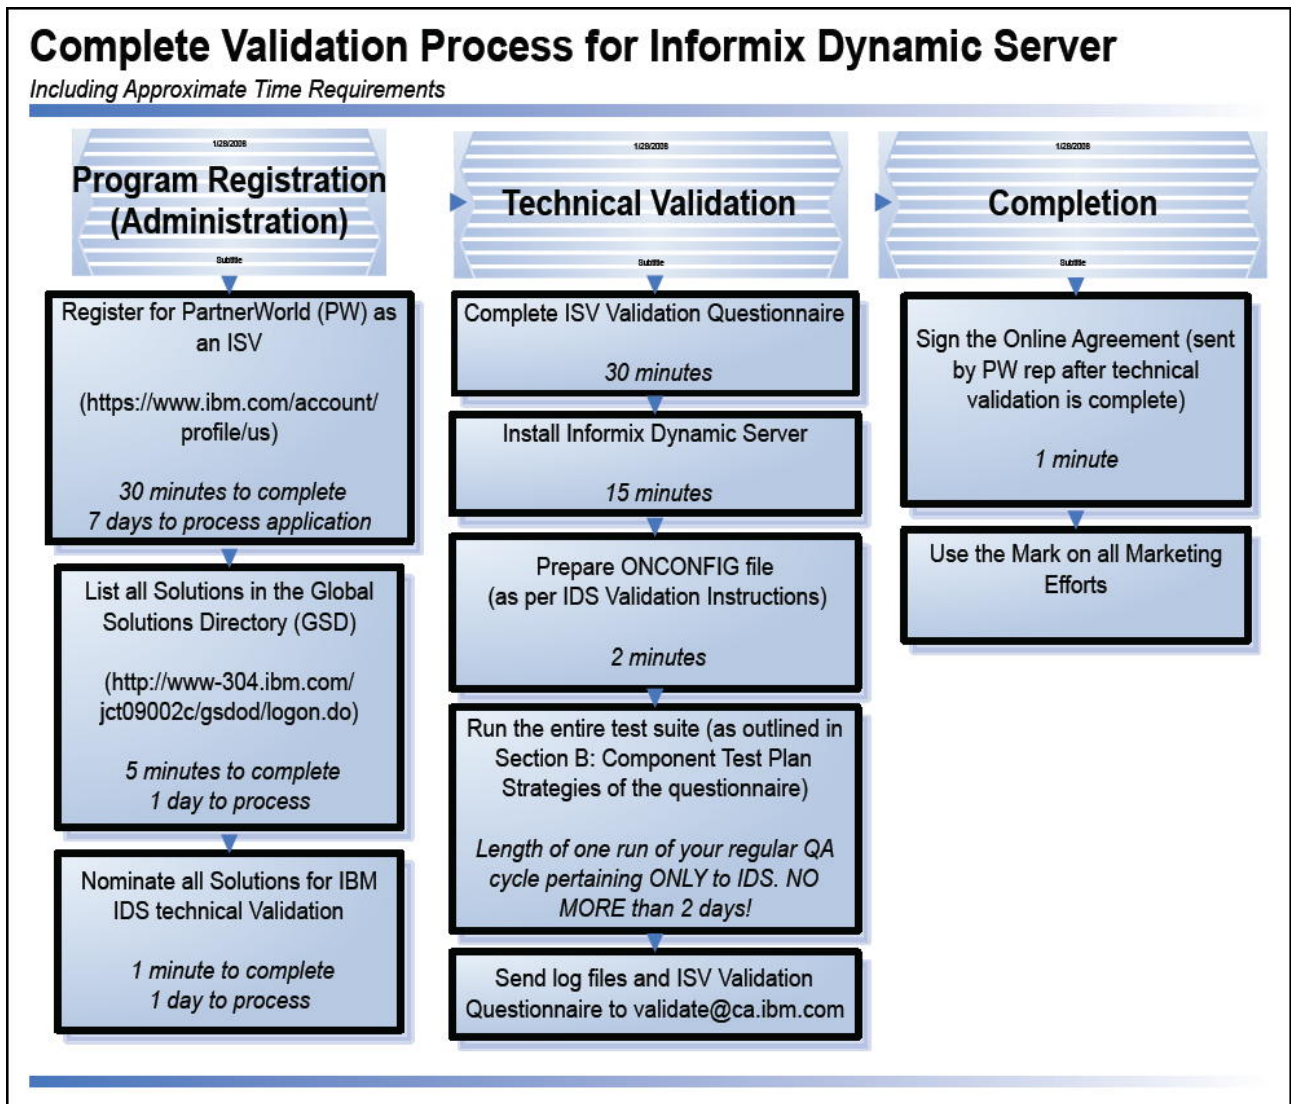 Complete Validation Process for Informix Dynamic Server
Including Approximate Time Requirements
1/28/2008
Program Registration
(Administration)
Subtitle
Register for PartnerWorld (PW) as
an ISV
(https://www.ibm.com/account/
profile/us)
30 minutes to complete
7 days to process application
List all Solutions in the Global
Solutions Directory (GSD)
(http://www-304.ibm.com/
jct09002c/gsdod/logon.do)
5 minutes to complete
1 day to process
Nominate all Solutions for IBM
IDS technical Validation
1 minute to complete
1 day to process
1/28/2008
Technical Validation
Subtitle
Complete ISV Validation Questionnaire
30 minutes
Install Informix Dynamic Server
15 minutes
Prepare ONCONFIG file
(as per IDS Validation Instructions)
2 minutes
Run the entire test suite (as outlined in
Section B: Component Test Plan
Strategies of the questionnaire)
Length of one run of your regular QA
cycle pertaining ONLY to IDS. NO
MORE than 2 days!
Send log files and ISV Validation
Questionnaire to validate@ca.ibm.com
1/28/2008
Completion
Subtitle
Sign the Online Agreement (sent
by PW rep after technical
validation is complete)
1 minute
Use the Mark on all Marketing
Efforts